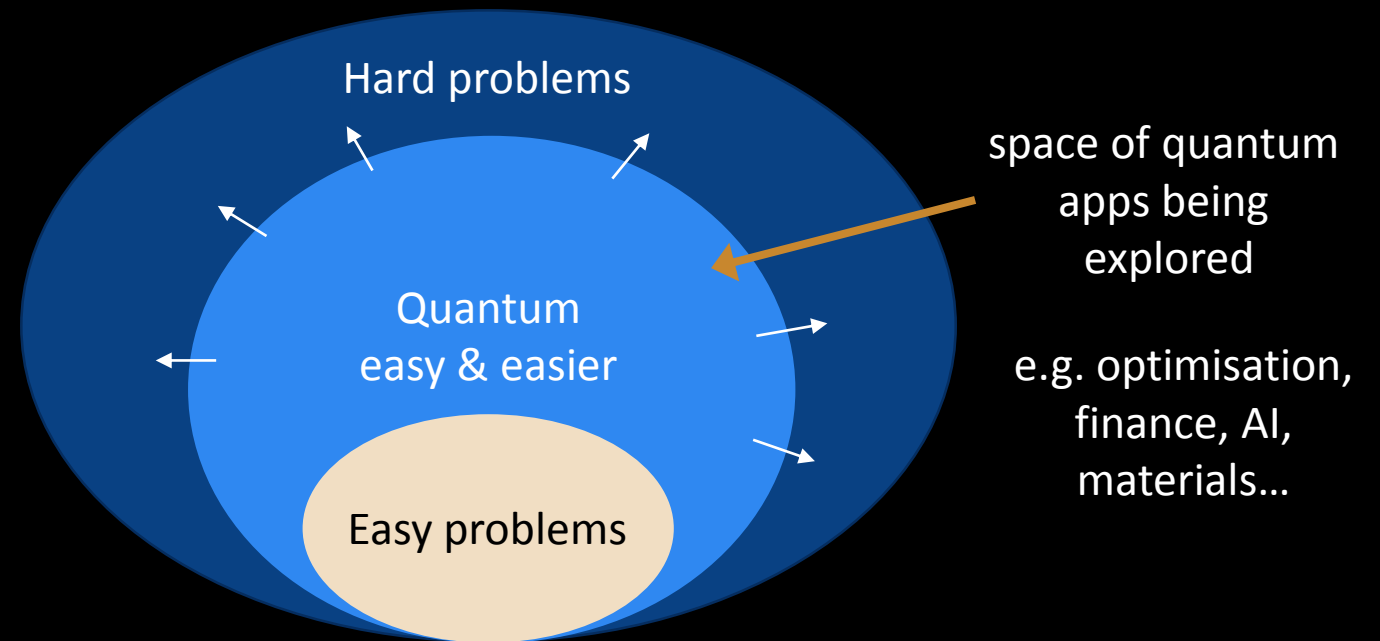 Hard problems
Quantum
easy & easier
Easy problems
space of quantum
apps being
explored
e.g. optimisation,
finance, AI,
materials…